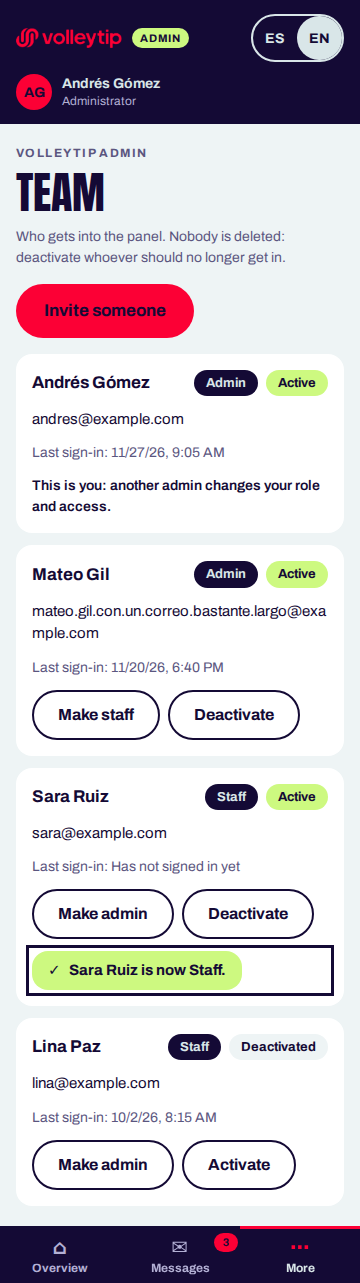 volleytip ADMIN ES EN
AG Andrés Gómez
Administrator
VOLLEYTIP ADMIN
TEAM
Who gets into the panel. Nobody is deleted:
deactivate whoever should no longer get in.
Invite someone
Andrés Gómez Admin Active
andres@example.com
Last sign-in: 11/27/26, 9:05 AM
This is you: another admin changes your role
and access.
Mateo Gil Admin Active
mateo.gil.con.un.correo.bastante.largo@exa
mple.com
Last sign-in: 11/20/26, 6:40 PM
Make staff Deactivate
Sara Ruiz Staff Active
sara@example.com
Last sign-in: Has not signed in yet
Make admin Deactivate
✓ Sara Ruiz is now Staff.
Lina Paz Staff Deactivated
lina@example.com
Last sign-in: 10/2/26, 8:15 AM
Make admin Activate
3
Overview Messages More